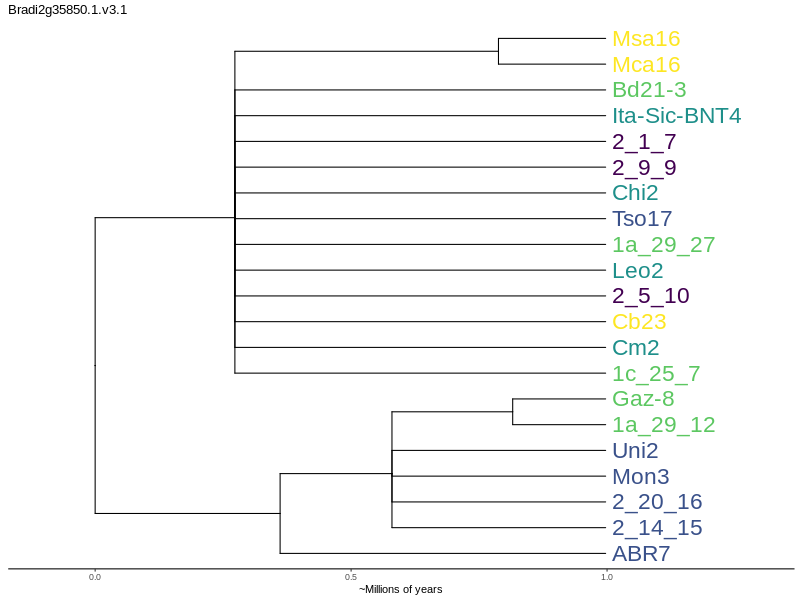 Bradi2g35850.1.v3.1
Msa16
Mca16
Bd21-3
Ita-Sic-BNT4
2_1_7
2_9_9
Chi2
Tso17
1a_29_27
Leo2
2_5_10
Cb23
Cm2
1c_25_7
Gaz-8
1a_29_12
Uni2
Mon3
2_20_16
2_14_15
ABR7
0.0 0.5 1.0
~Millions of years